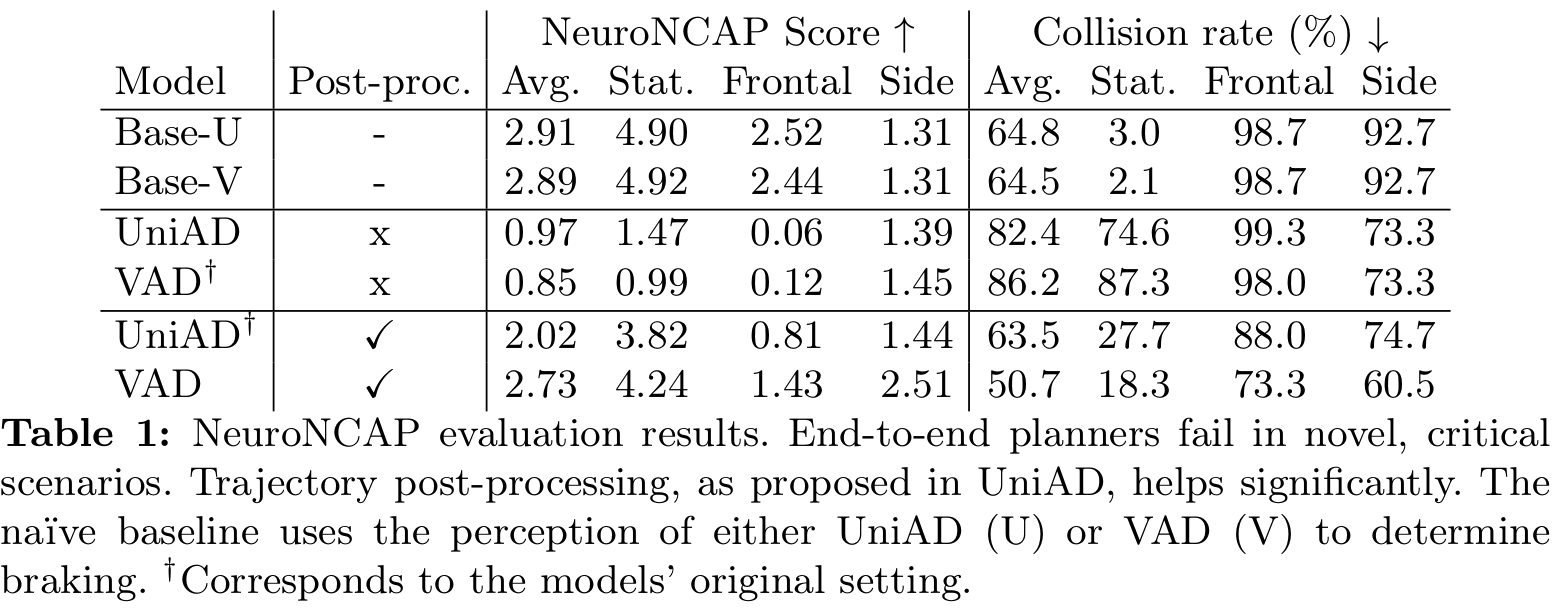 NeuroNCAP Score ↑ Collision rate (%) ↓
Model Post-proc. Avg. Stat. Frontal Side Avg. Stat. Frontal Side
Base-U - 2.91 4.90 2.52 1.31 64.8 3.0 98.7 92.7
Base-V - 2.89 4.92 2.44 1.31 64.5 2.1 98.7 92.7
UniAD x 0.97 1.47 0.06 1.39 82.4 74.6 99.3 73.3
VAD† x 0.85 0.99 0.12 1.45 86.2 87.3 98.0 73.3
UniAD† ✓ 2.02 3.82 0.81 1.44 63.5 27.7 88.0 74.7
VAD ✓ 2.73 4.24 1.43 2.51 50.7 18.3 73.3 60.5
Table 1: NeuroNCAP evaluation results. End-to-end planners fail in novel, critical
scenarios. Trajectory post-processing, as proposed in UniAD, helps significantly. The
naïve baseline uses the perception of either UniAD (U) or VAD (V) to determine
braking. †Corresponds to the models' original setting.